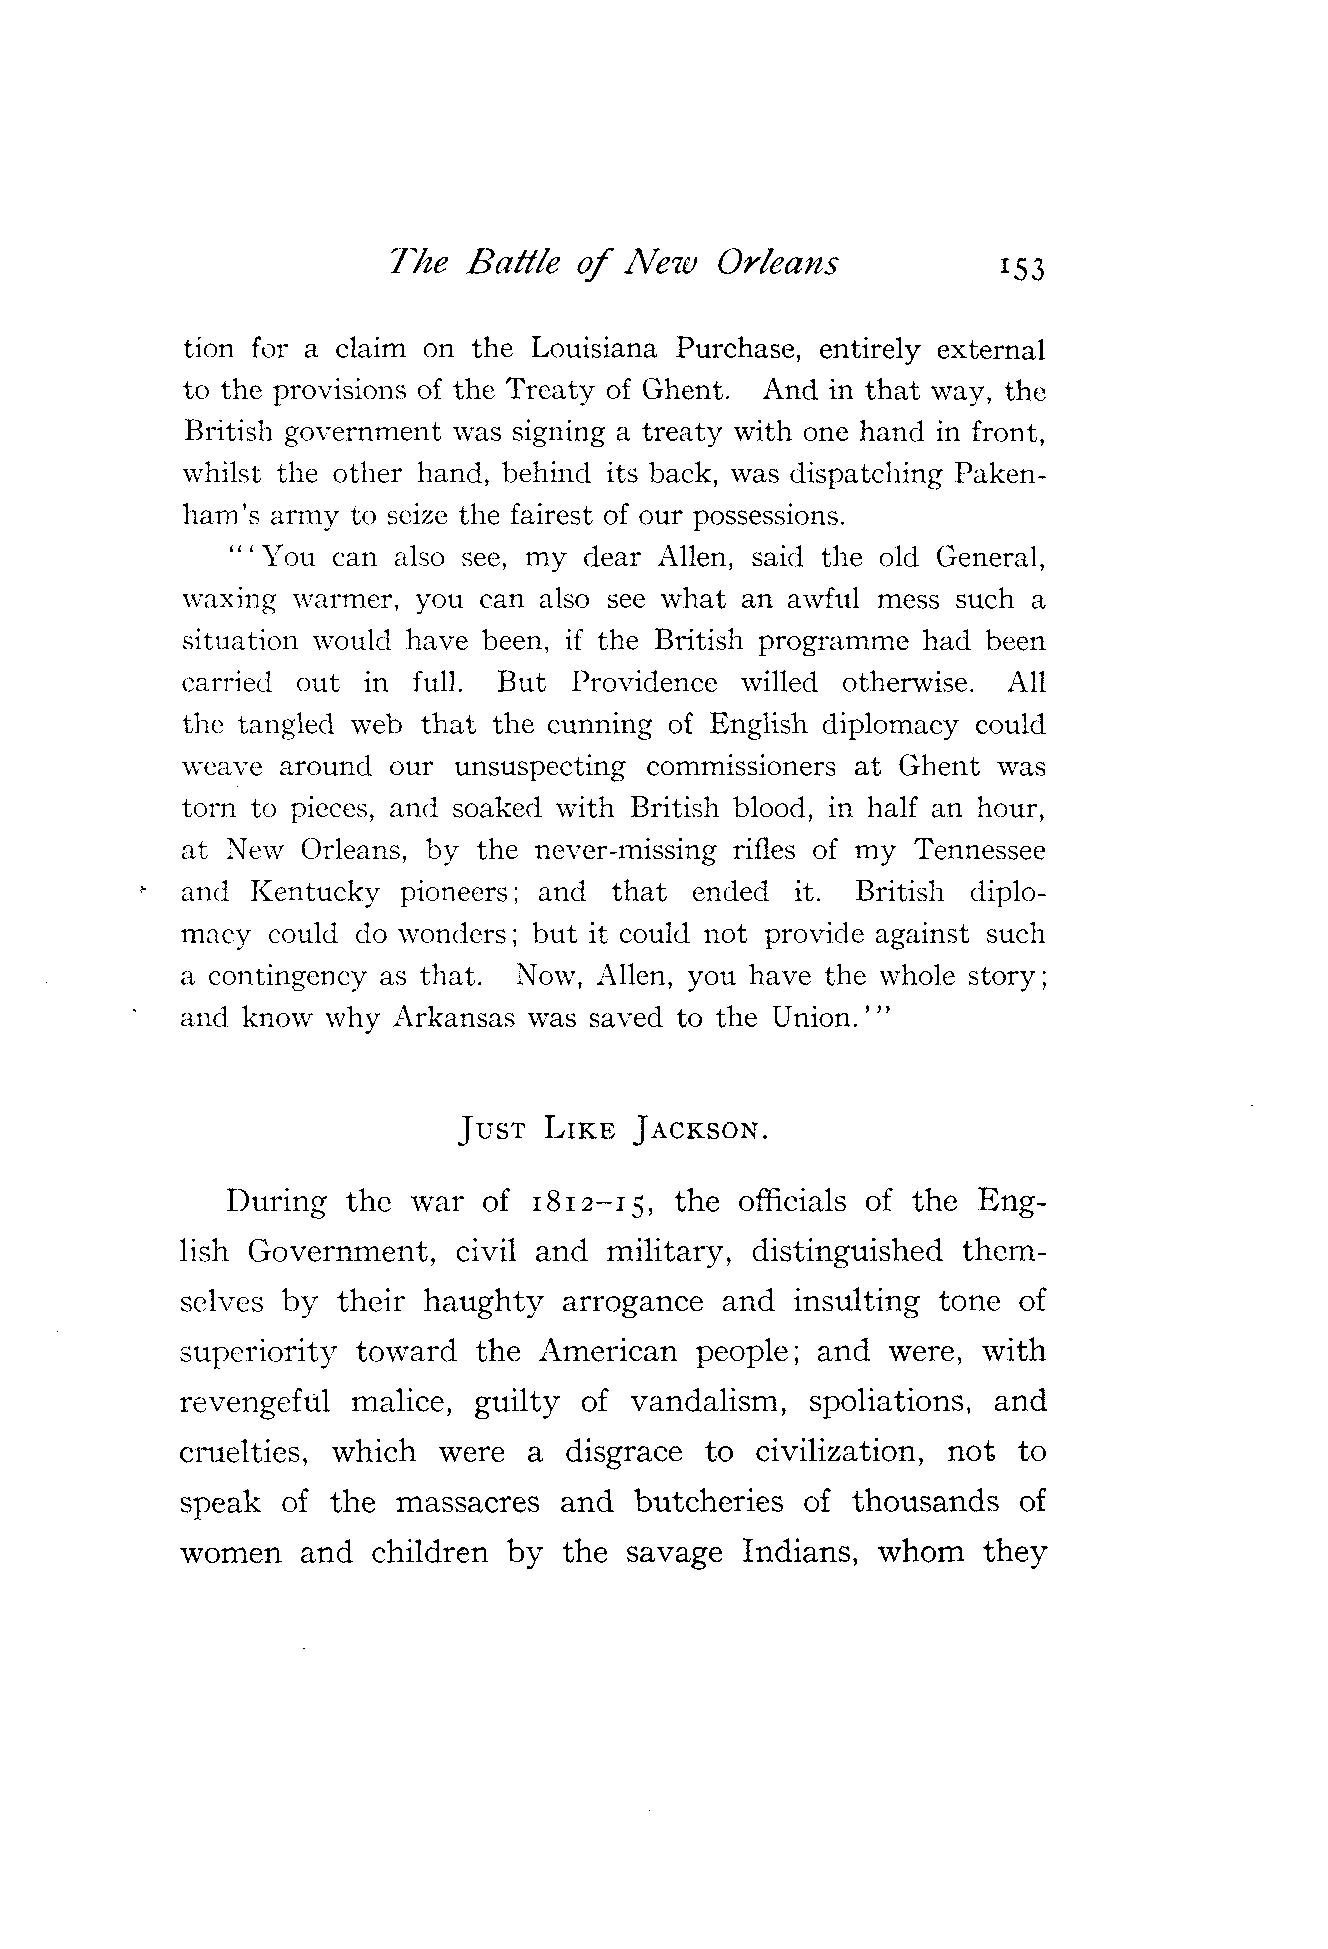 The Battle of New Orleans 153
tion for a claim on the Louisiana Purchase, entirely external
to the provisions of the Treaty of Ghent. And in that way, the
British government was signing a treaty with one hand in front,
whilst the other hand, behind its back, was dispatching Paken-
ham's army to seize the fairest of our possessions.
"'You can also see, my dear Allen, said the old General,
waxing warmer, you can also see what an awful mess such a
situation would have been, if the British programme had been
carried out in full. But Providence willed otherwise. All
the tangled web that the cunning of English diplomacy could
weave around our unsuspecting commissioners at Ghent was
torn to pieces, and soaked with British blood, in half an hour,
at New Orleans, by the never-missing rifles of my Tennessee
and Kentucky pioneers; and that ended it. British diplo-
macy could do wonders; but it could not provide against such
a contingency as that. Now, Allen, you have the whole story;
and know why Arkansas was saved to the Union.'"
JUST LIKE JACKSON.
During the war of 1812–15, the officials of the Eng-
lish Government, civil and military, distinguished them-
selves by their haughty arrogance and insulting tone of
superiority toward the American people; and were, with
revengeful malice, guilty of vandalism, spoliations, and
cruelties, which were a disgrace to civilization, not to
speak of the massacres and butcheries of thousands of
women and children by the savage Indians, whom they